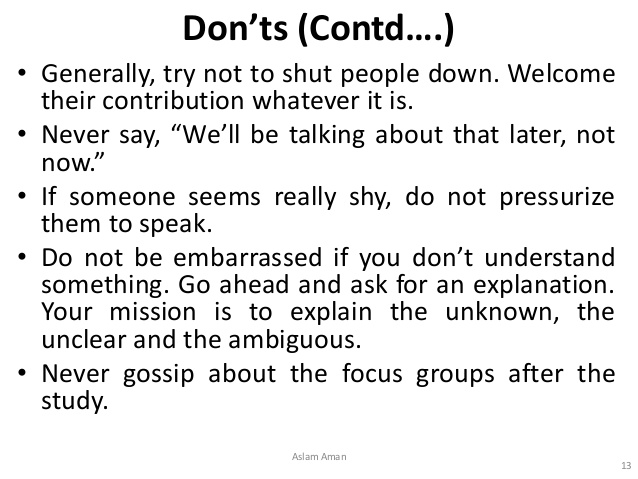 Don’ts (Contd….)
• Generally, try not to shut people down. Welcome
their contribution whatever it is.
• Never say, “We’ll be talking about that later, not
now.”
• If someone seems really shy, do not pressurize
them to speak.
• Do not be embarrassed if you don’t understand
something. Go ahead and ask for an explanation.
Your mission is to explain the unknown, the
unclear and the ambiguous.
• Never gossip about the focus groups after the
study.
Aslam Aman
13